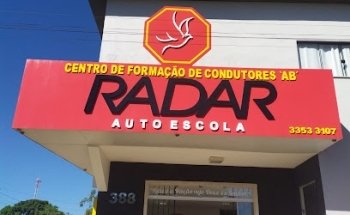 CENTRO DE FORMAÇÃO DE CONDUTORES AB'
RADAR
AUTO ESCOLA
3353 3107
388